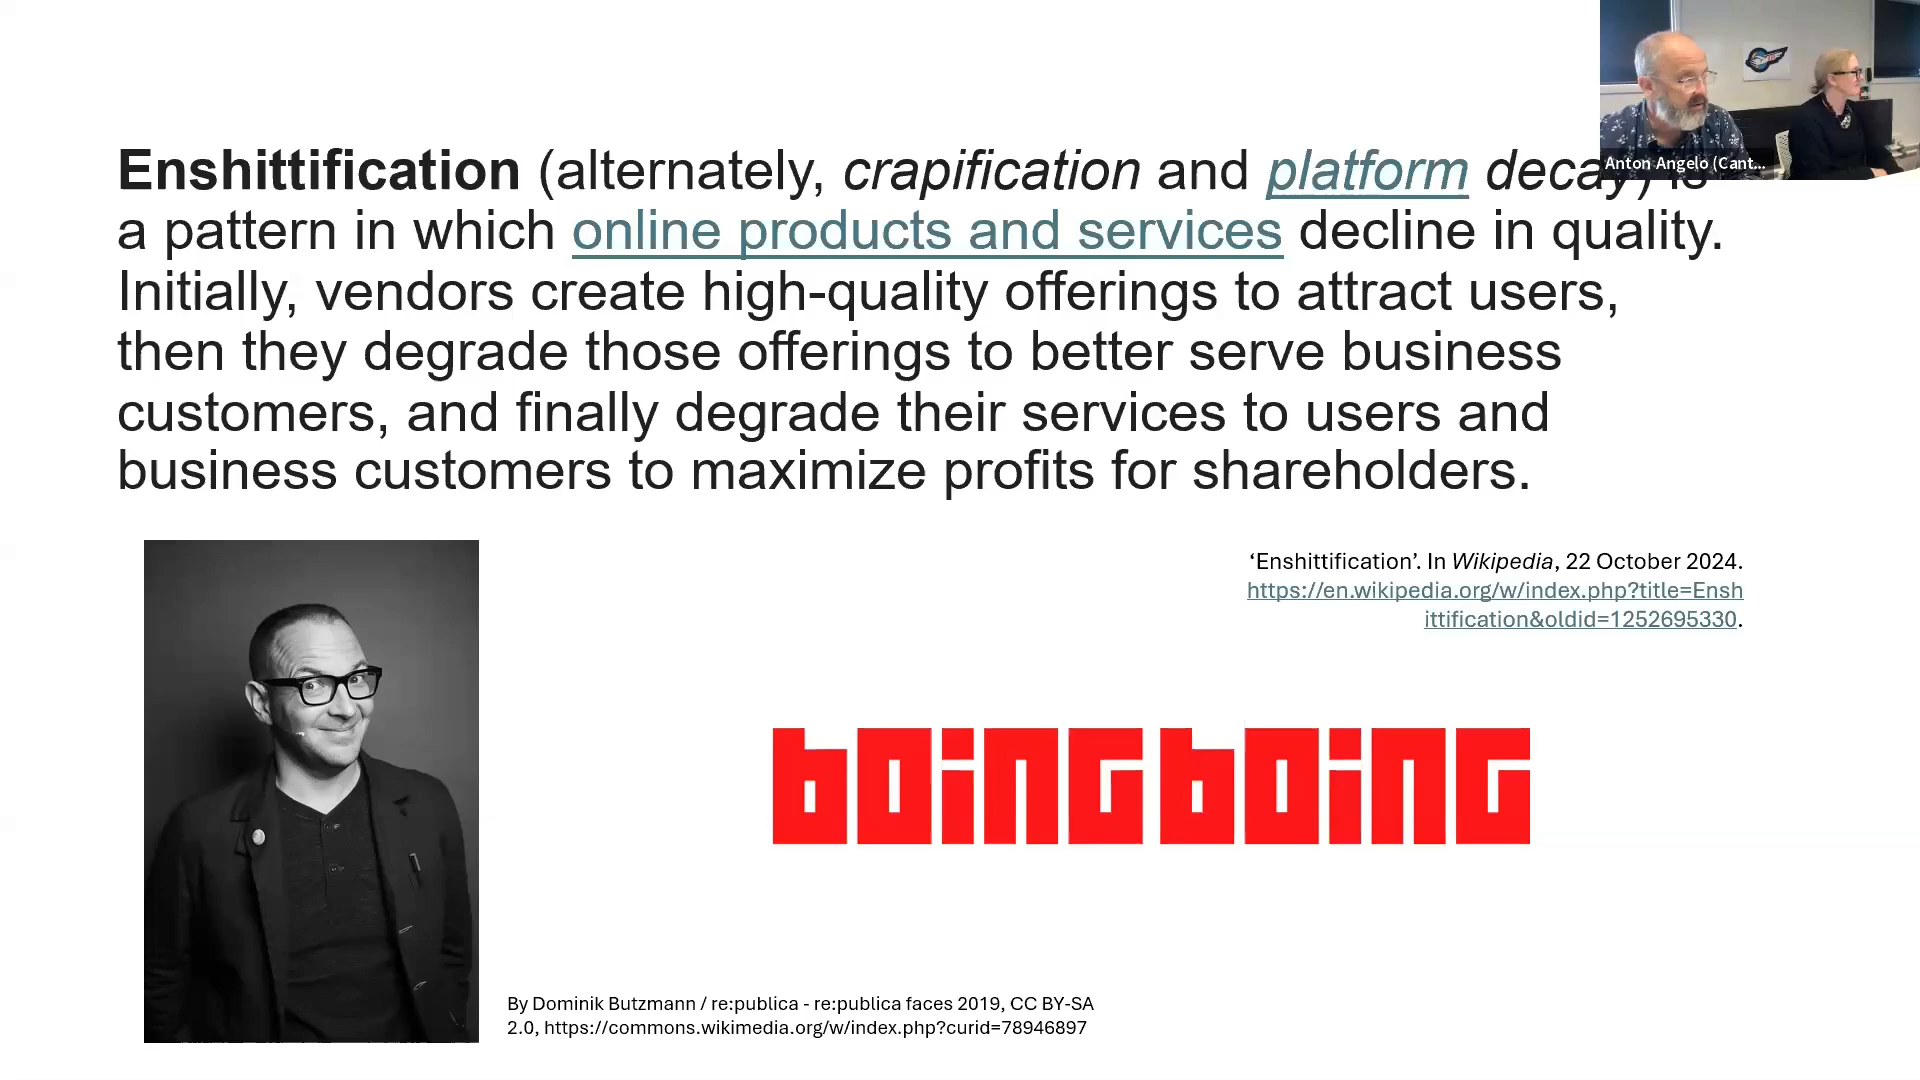 Enshittification (alternately, crapification and platform decay) is
a pattern in which online products and services decline in quality.
Initially, vendors create high-quality offerings to attract users,
then they degrade those offerings to better serve business
customers, and finally degrade their services to users and
business customers to maximize profits for shareholders.
Anton Angelo (Cant...
‘Enshittification’. In Wikipedia, 22 October 2024.
https://en.wikipedia.org/w/index.php?title=Ensh
ittification&oldid=1252695330.
boingboing
By Dominik Butzmann / re:publica - re:publica faces 2019, CC BY-SA
2.0, https://commons.wikimedia.org/w/index.php?curid=78946897